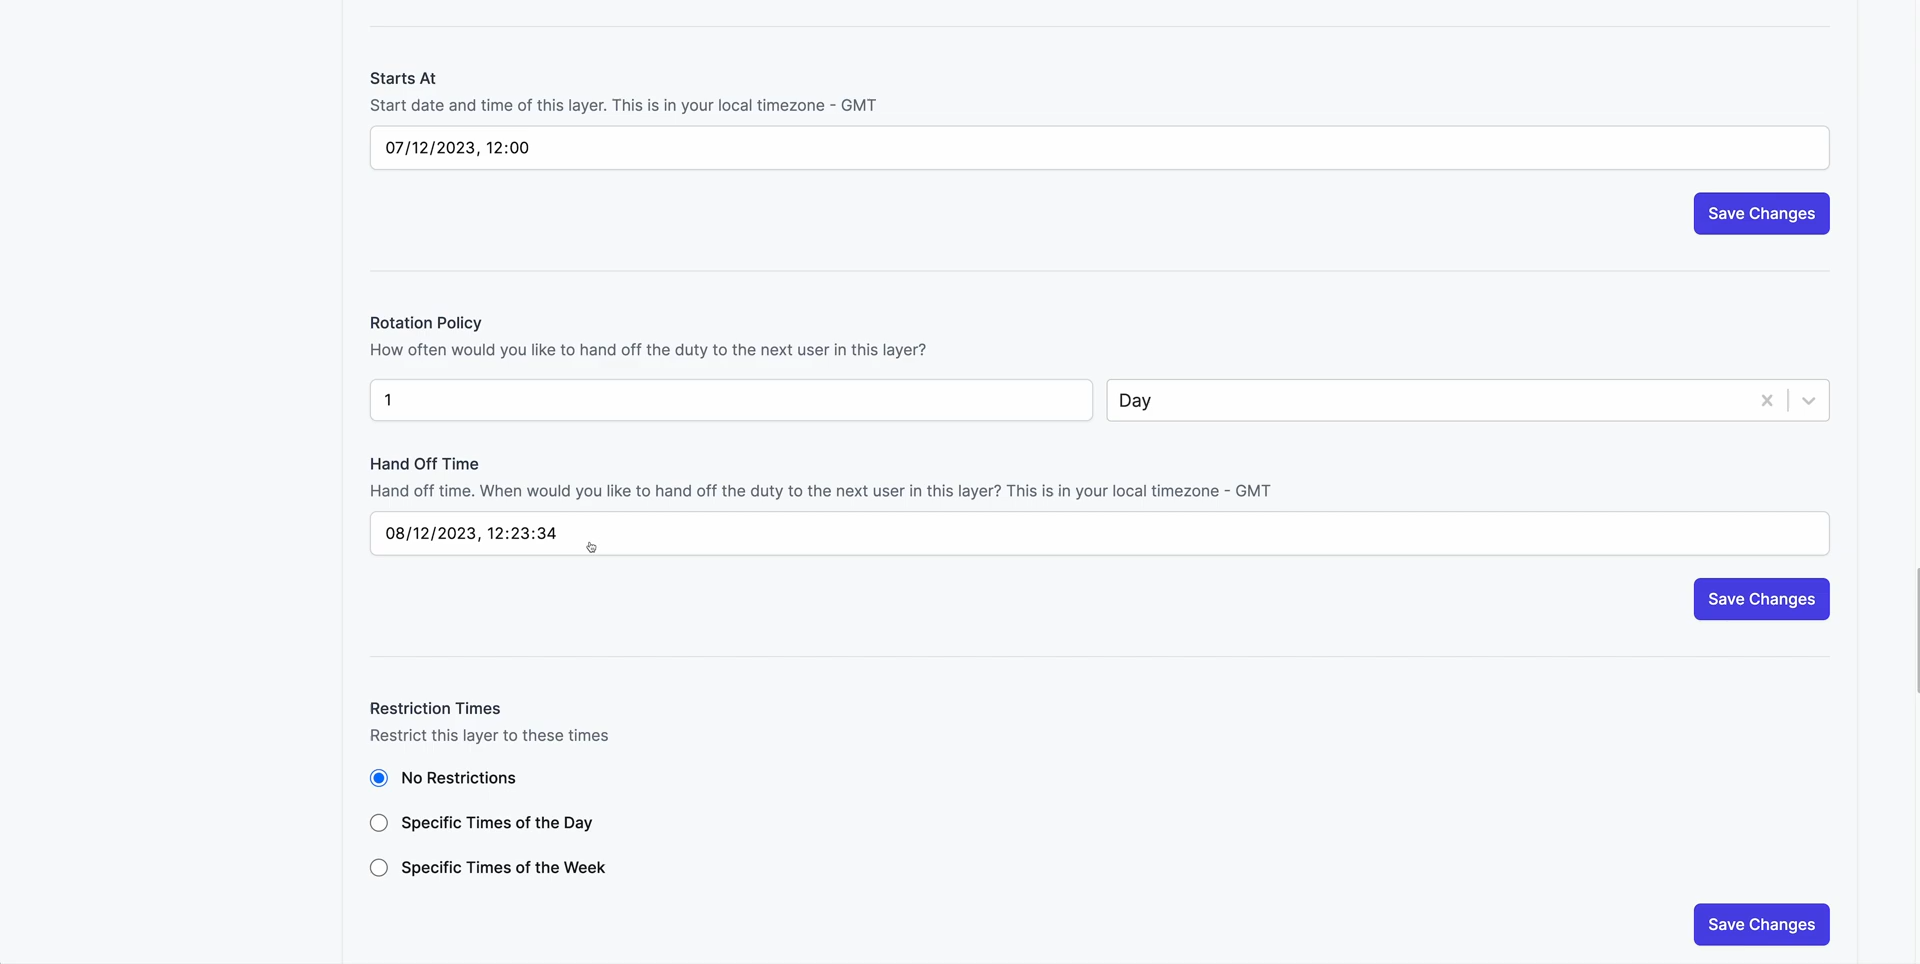 Starts At
Start date and time of this layer. This is in your local timezone - GMT
07/12/2023, 12:00
Save Changes
Rotation Policy
How often would you like to hand off the duty to the next user in this layer?
1 Day
Hand Off Time
Hand off time. When would you like to hand off the duty to the next user in this layer? This is in your local timezone - GMT
08/12/2023, 12:23:34
Save Changes
Restriction Times
Restrict this layer to these times
No Restrictions
Specific Times of the Day
Specific Times of the Week
Save Changes